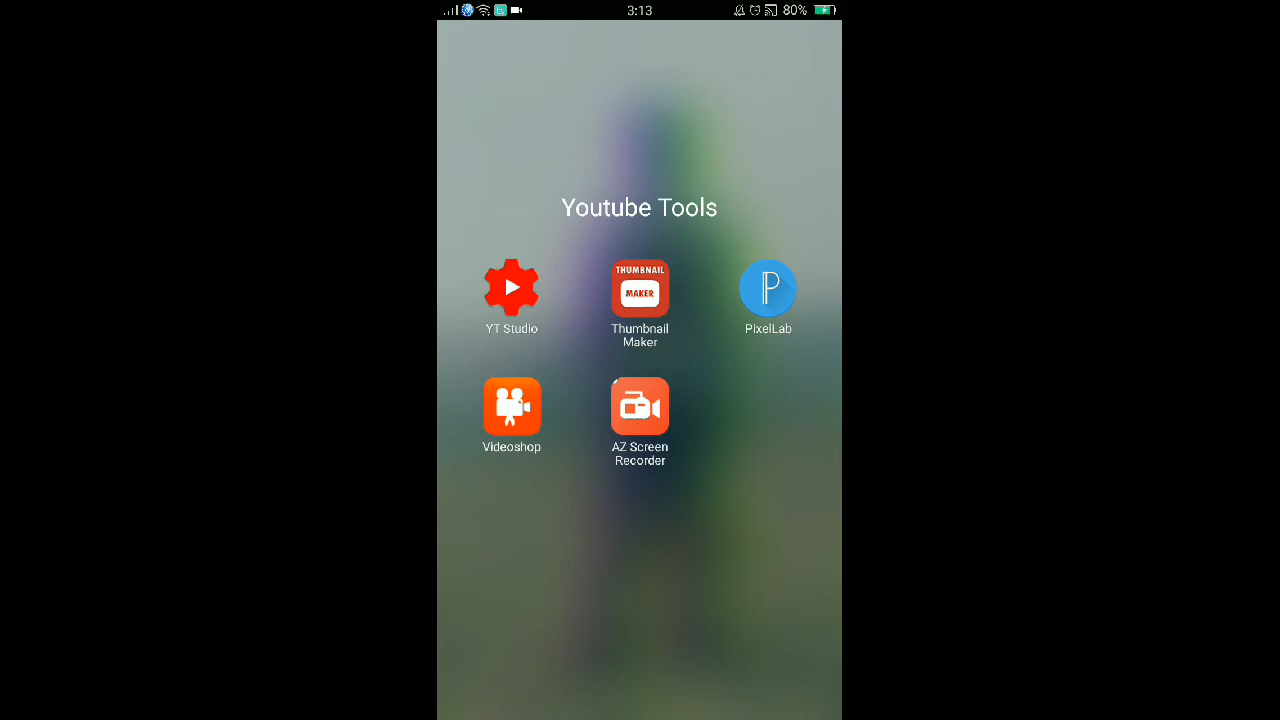 3:13
80%
Youtube Tools
THUMBNAIL
MAKER
P
YT Studio
Thumbnail
Maker
PixelLab
Videoshop
AZ Screen
Recorder